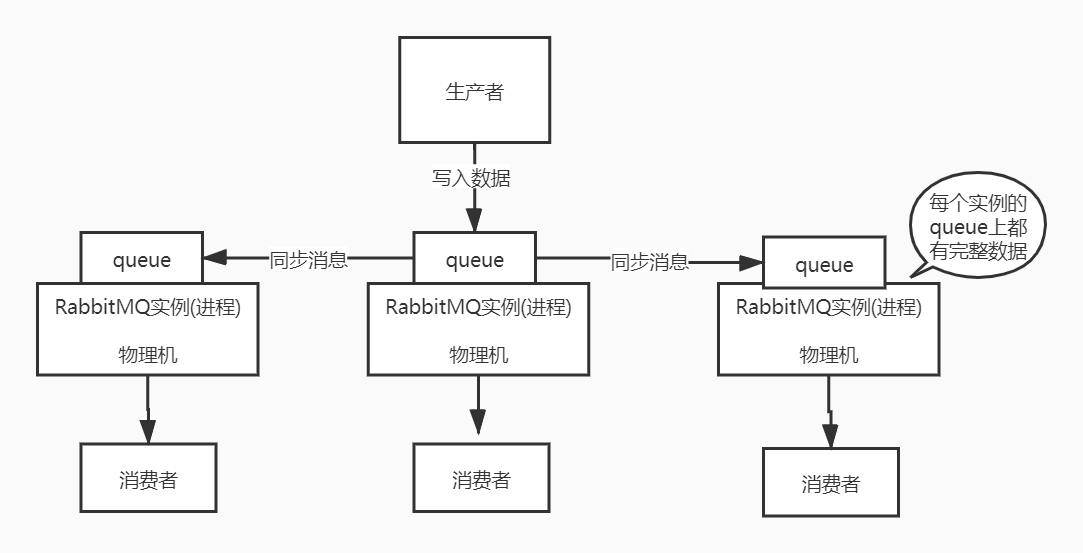 生产者
写入数据
每个实例的
queue上都
有完整数据
queue
同步消息
queue
同步消息
queue
RabbitMQ实例(进程)
物理机
RabbitMQ实例(进程)
物理机
RabbitMQ实例(进程)
物理机
消费者
消费者
消费者